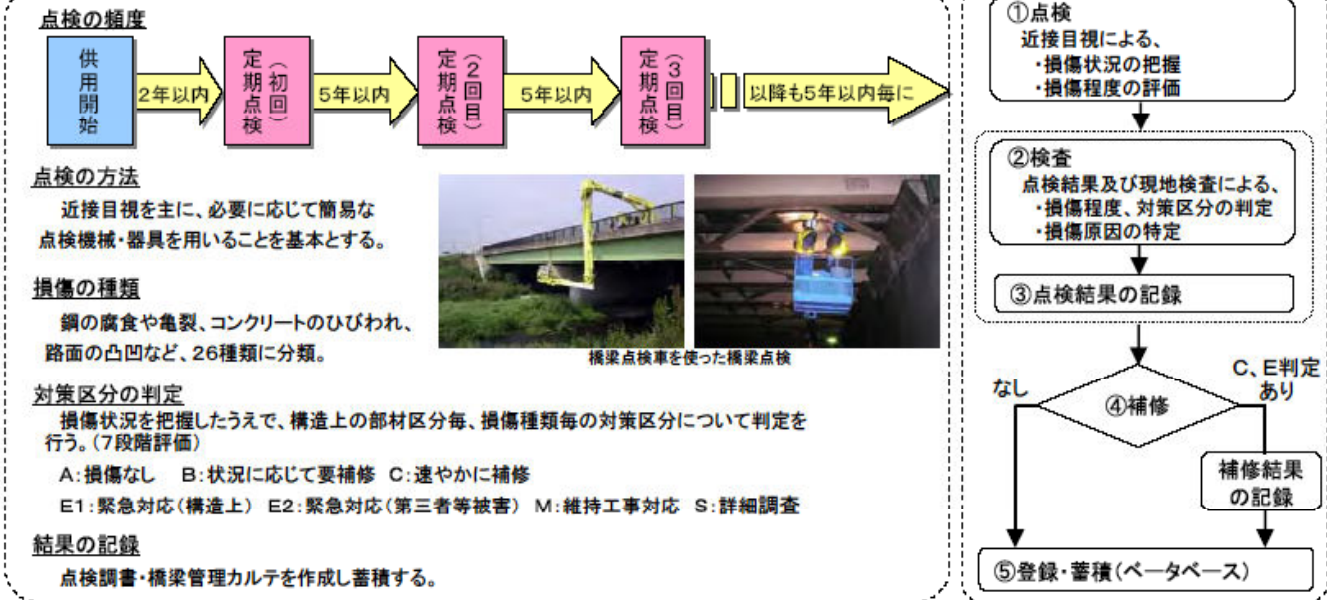 点検の頻度
供用開始
2年以内
定期点検（初回）
5年以内
定期点検（2回目）
5年以内
定期点検（3回目）
以降も5年以内毎に
点検の方法
近接目視を主に、必要に応じて簡易な
点検機械・器具を用いることを基本とする。
損傷の種類
鋼の腐食や亀裂、コンクリートのひびわれ、
路面の凸凹など、26種類に分類。
橋梁点検車を使った橋梁点検
対策区分の判定
損傷状況を把握したうえで、構造上の部材区分毎、損傷種類毎の対策区分について判定を
行う。（7段階評価）
A：損傷なし　B：状況に応じて要補修　C：速やかに補修
E1：緊急対応（構造上）　E2：緊急対応（第三者等被害）　M：維持工事対応　S：詳細調査
結果の記録
点検調書・橋梁管理カルテを作成し蓄積する。
①点検
近接目視による、
・損傷状況の把握
・損傷程度の評価
②検査
点検結果及び現地検査による、
・損傷程度、対策区分の判定
・損傷原因の特定
③点検結果の記録
④補修
なし
C、E判定
あり
補修結果
の記録
⑤登録・蓄積（ベータベース）